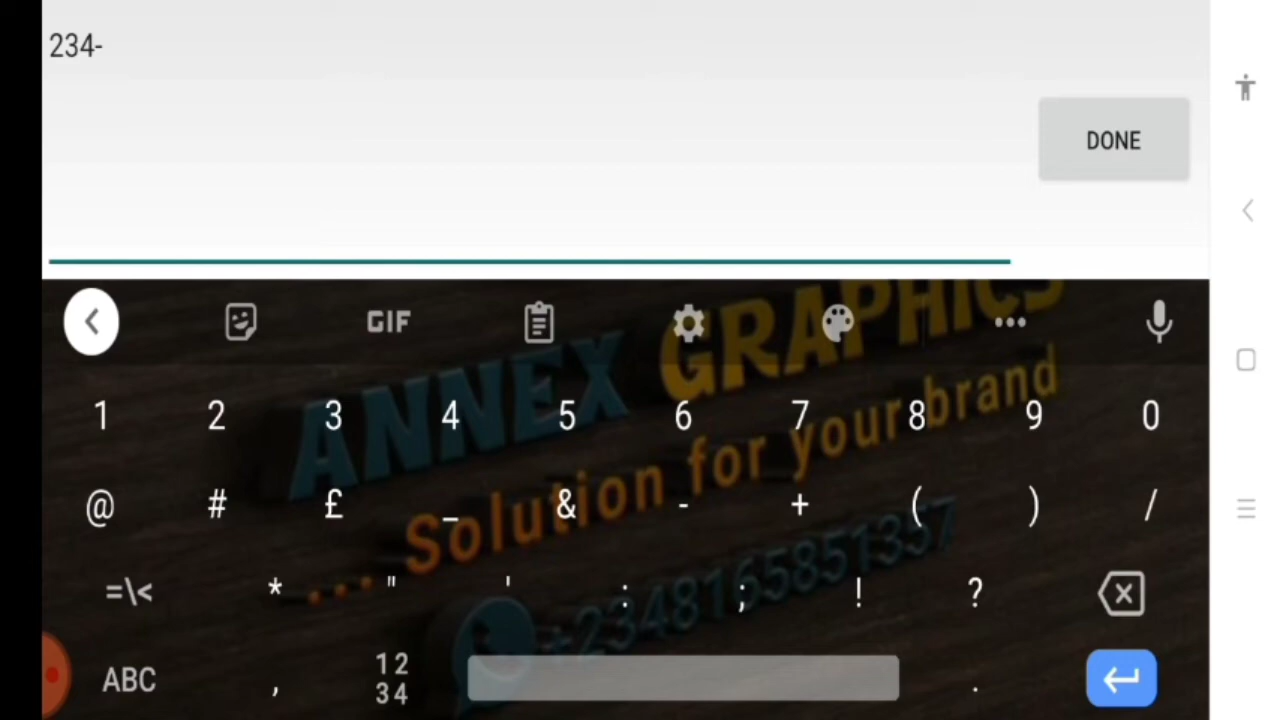 234-
DONE
GIF
ANNEX GRAPHICS
1 2 3 4 5 6 7 8 9 0
... Solution for your brand
@ # £ _ & - + ( ) /
+2348165851357
=\< * " ' : ; ! ?
ABC , 12 34 .